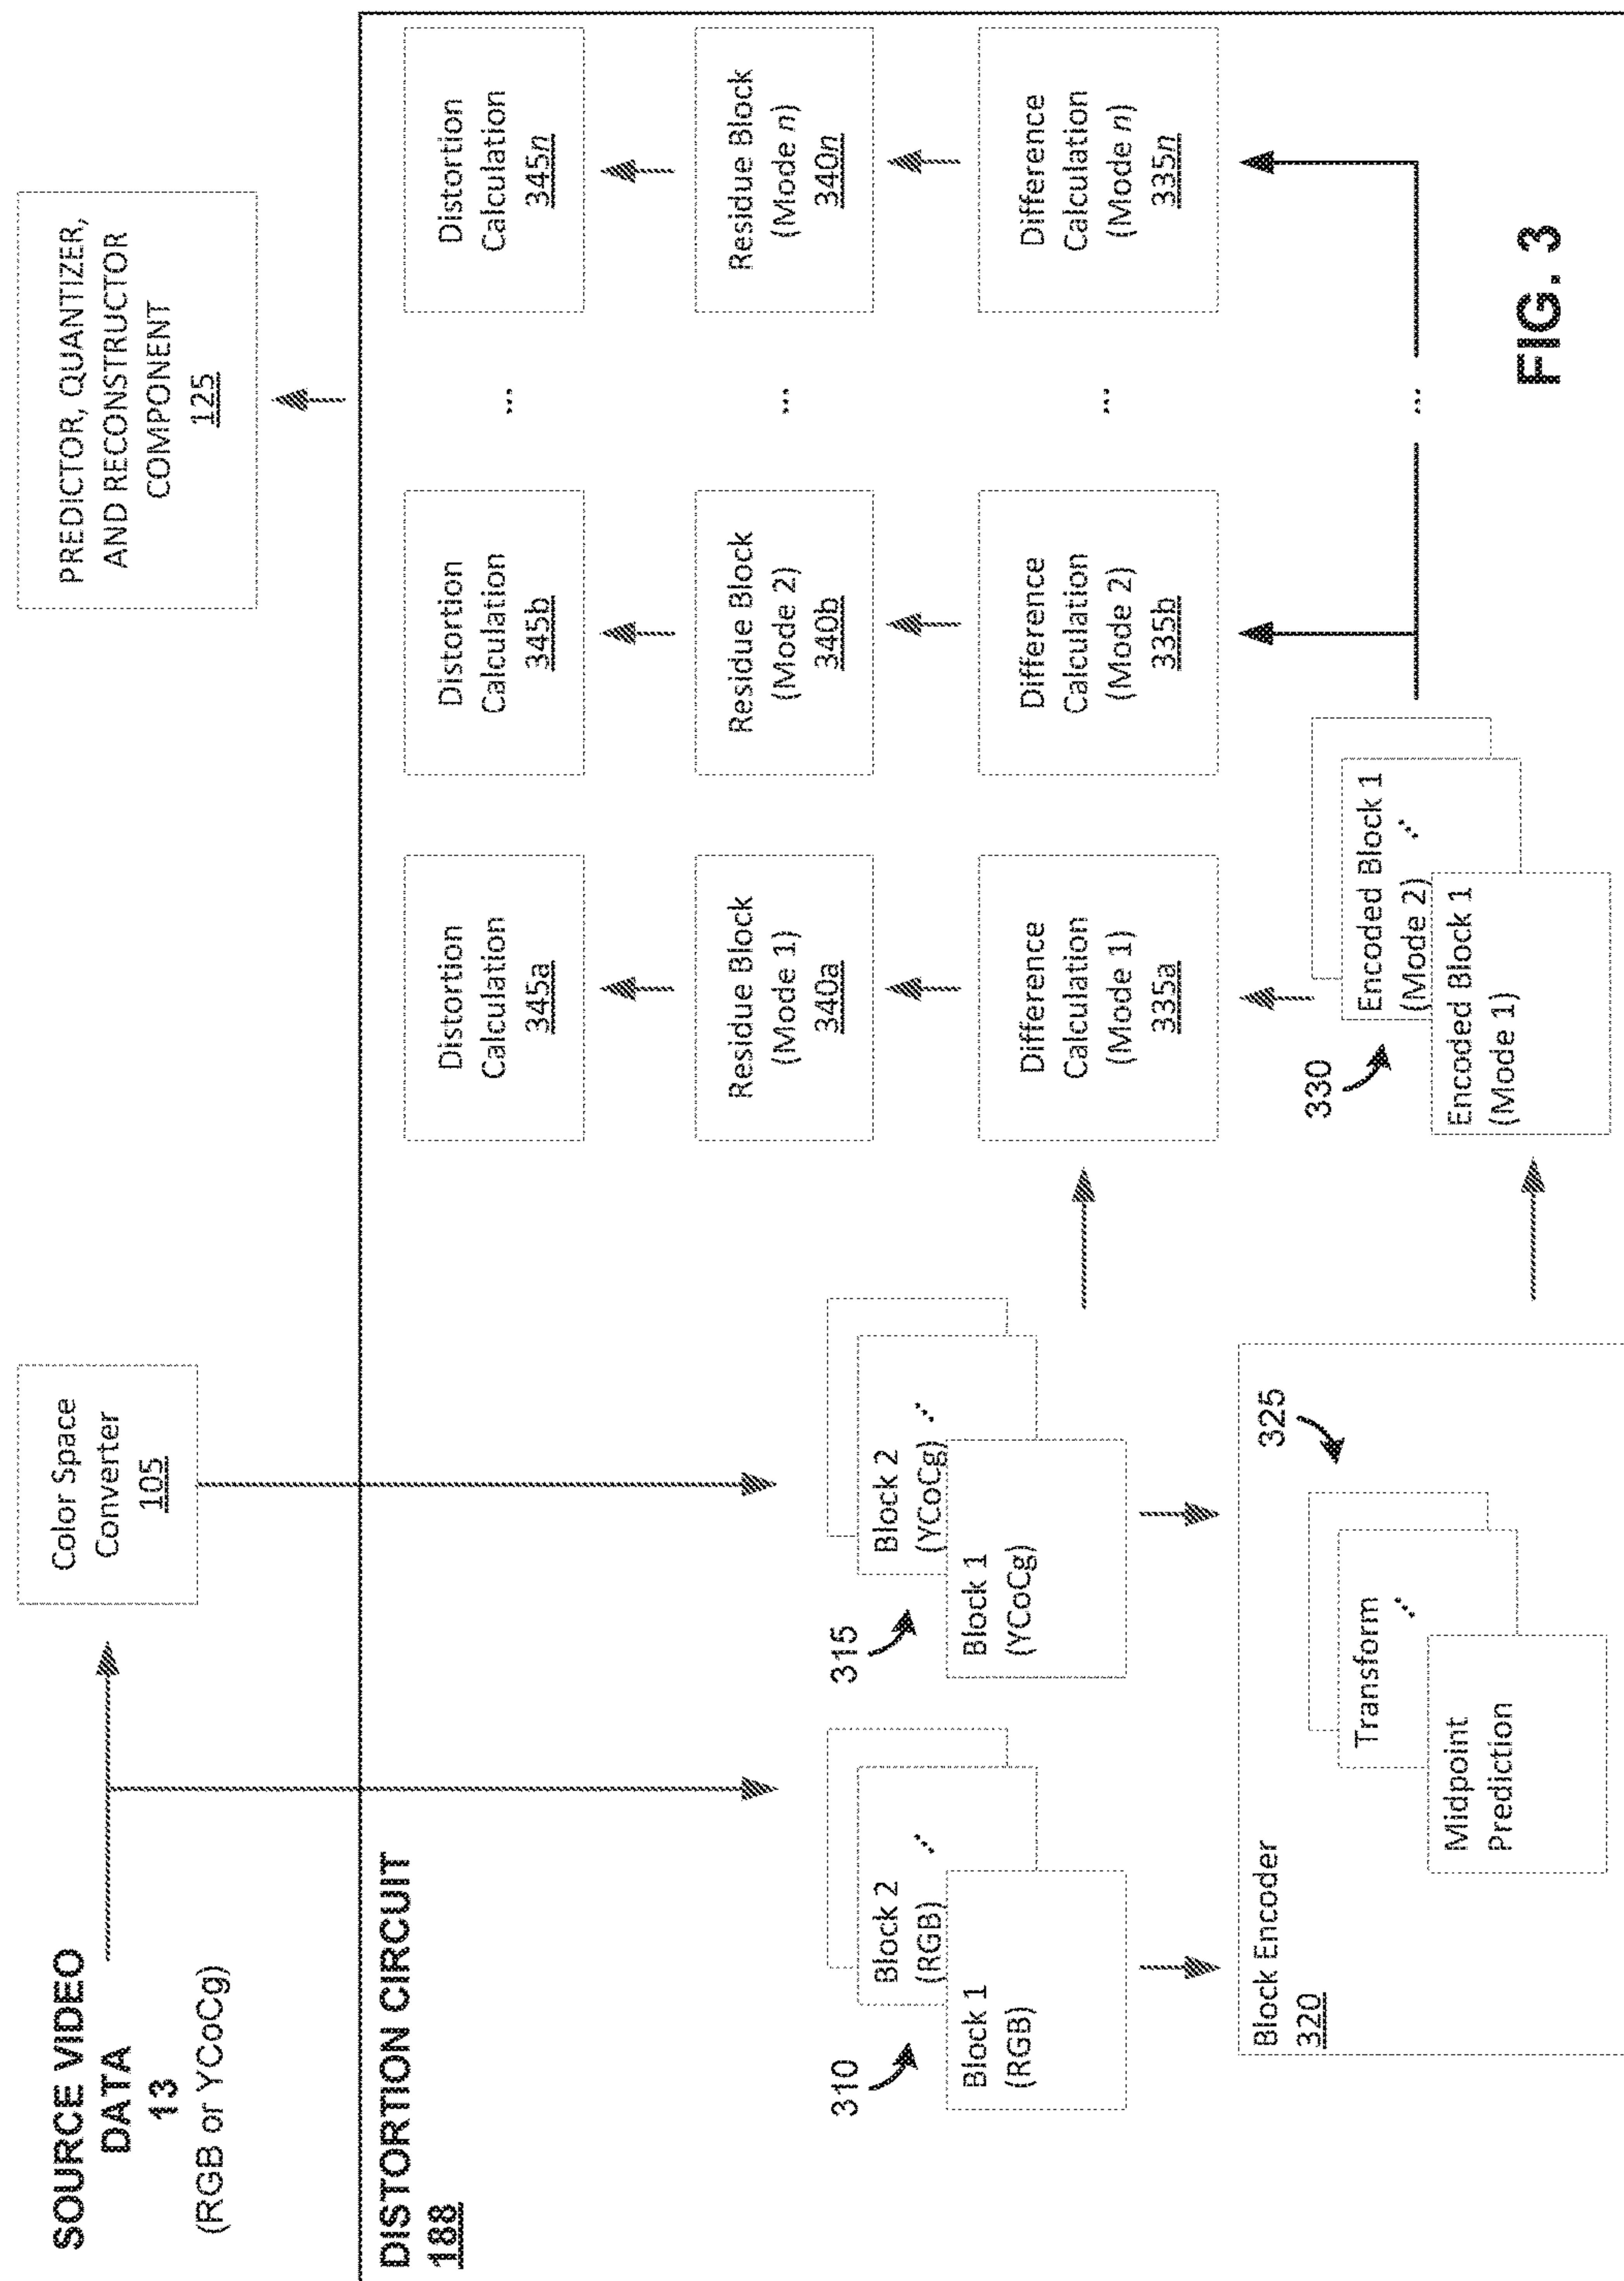 SOURCE VIDEO
DATA
13
(RGB or YCoCg)
Color Space
Converter
105
PREDICTOR, QUANTIZER,
AND RECONSTRUCTOR
COMPONENT
125
DISTORTION CIRCUIT
188
310
Block 2
(RGB)
...
Block 1
(RGB)
315
Block 2
(YCoCg)
...
Block 1
(YCoCg)
Block Encoder
320
325
Transform
...
Midpoint
Prediction
330
Encoded Block 1
(Mode 2)
...
Encoded Block 1
(Mode 1)
Distortion
Calculation
345a
Distortion
Calculation
345b
...
Distortion
Calculation
345n
Residue Block
(Mode 1)
340a
Residue Block
(Mode 2)
340b
...
Residue Block
(Mode n)
340n
Difference
Calculation
(Mode 1)
335a
Difference
Calculation
(Mode 2)
335b
...
Difference
Calculation
(Mode n)
335n
...
FIG. 3